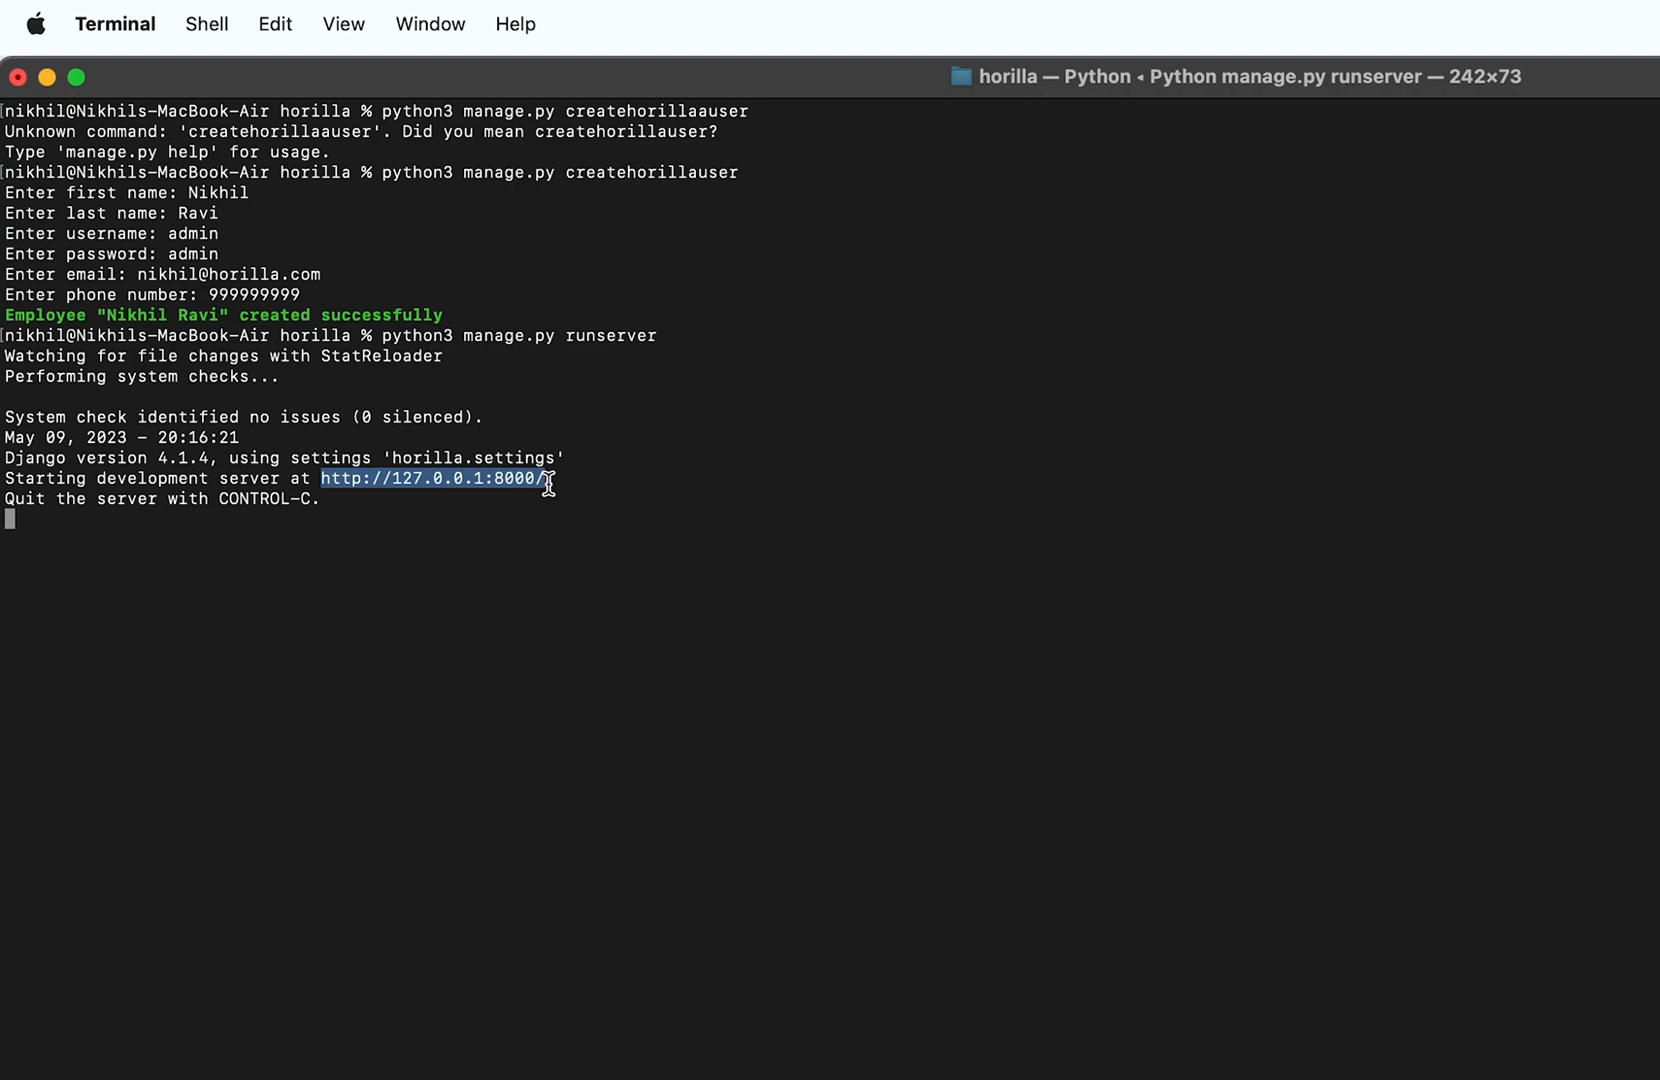 Terminal Shell Edit View Window Help
horilla — Python ◂ Python manage.py runserver — 242×73
[nikhil@Nikhils-MacBook-Air horilla % python3 manage.py createhorillaauser
Unknown command: 'createhorillaauser'. Did you mean createhorillauser?
Type 'manage.py help' for usage.
[nikhil@Nikhils-MacBook-Air horilla % python3 manage.py createhorillauser
Enter first name: Nikhil
Enter last name: Ravi
Enter username: admin
Enter password: admin
Enter email: nikhil@horilla.com
Enter phone number: 999999999
Employee "Nikhil Ravi" created successfully
[nikhil@Nikhils-MacBook-Air horilla % python3 manage.py runserver
Watching for file changes with StatReloader
Performing system checks...
System check identified no issues (0 silenced).
May 09, 2023 - 20:16:21
Django version 4.1.4, using settings 'horilla.settings'
Starting development server at http://127.0.0.1:8000/
Quit the server with CONTROL-C.